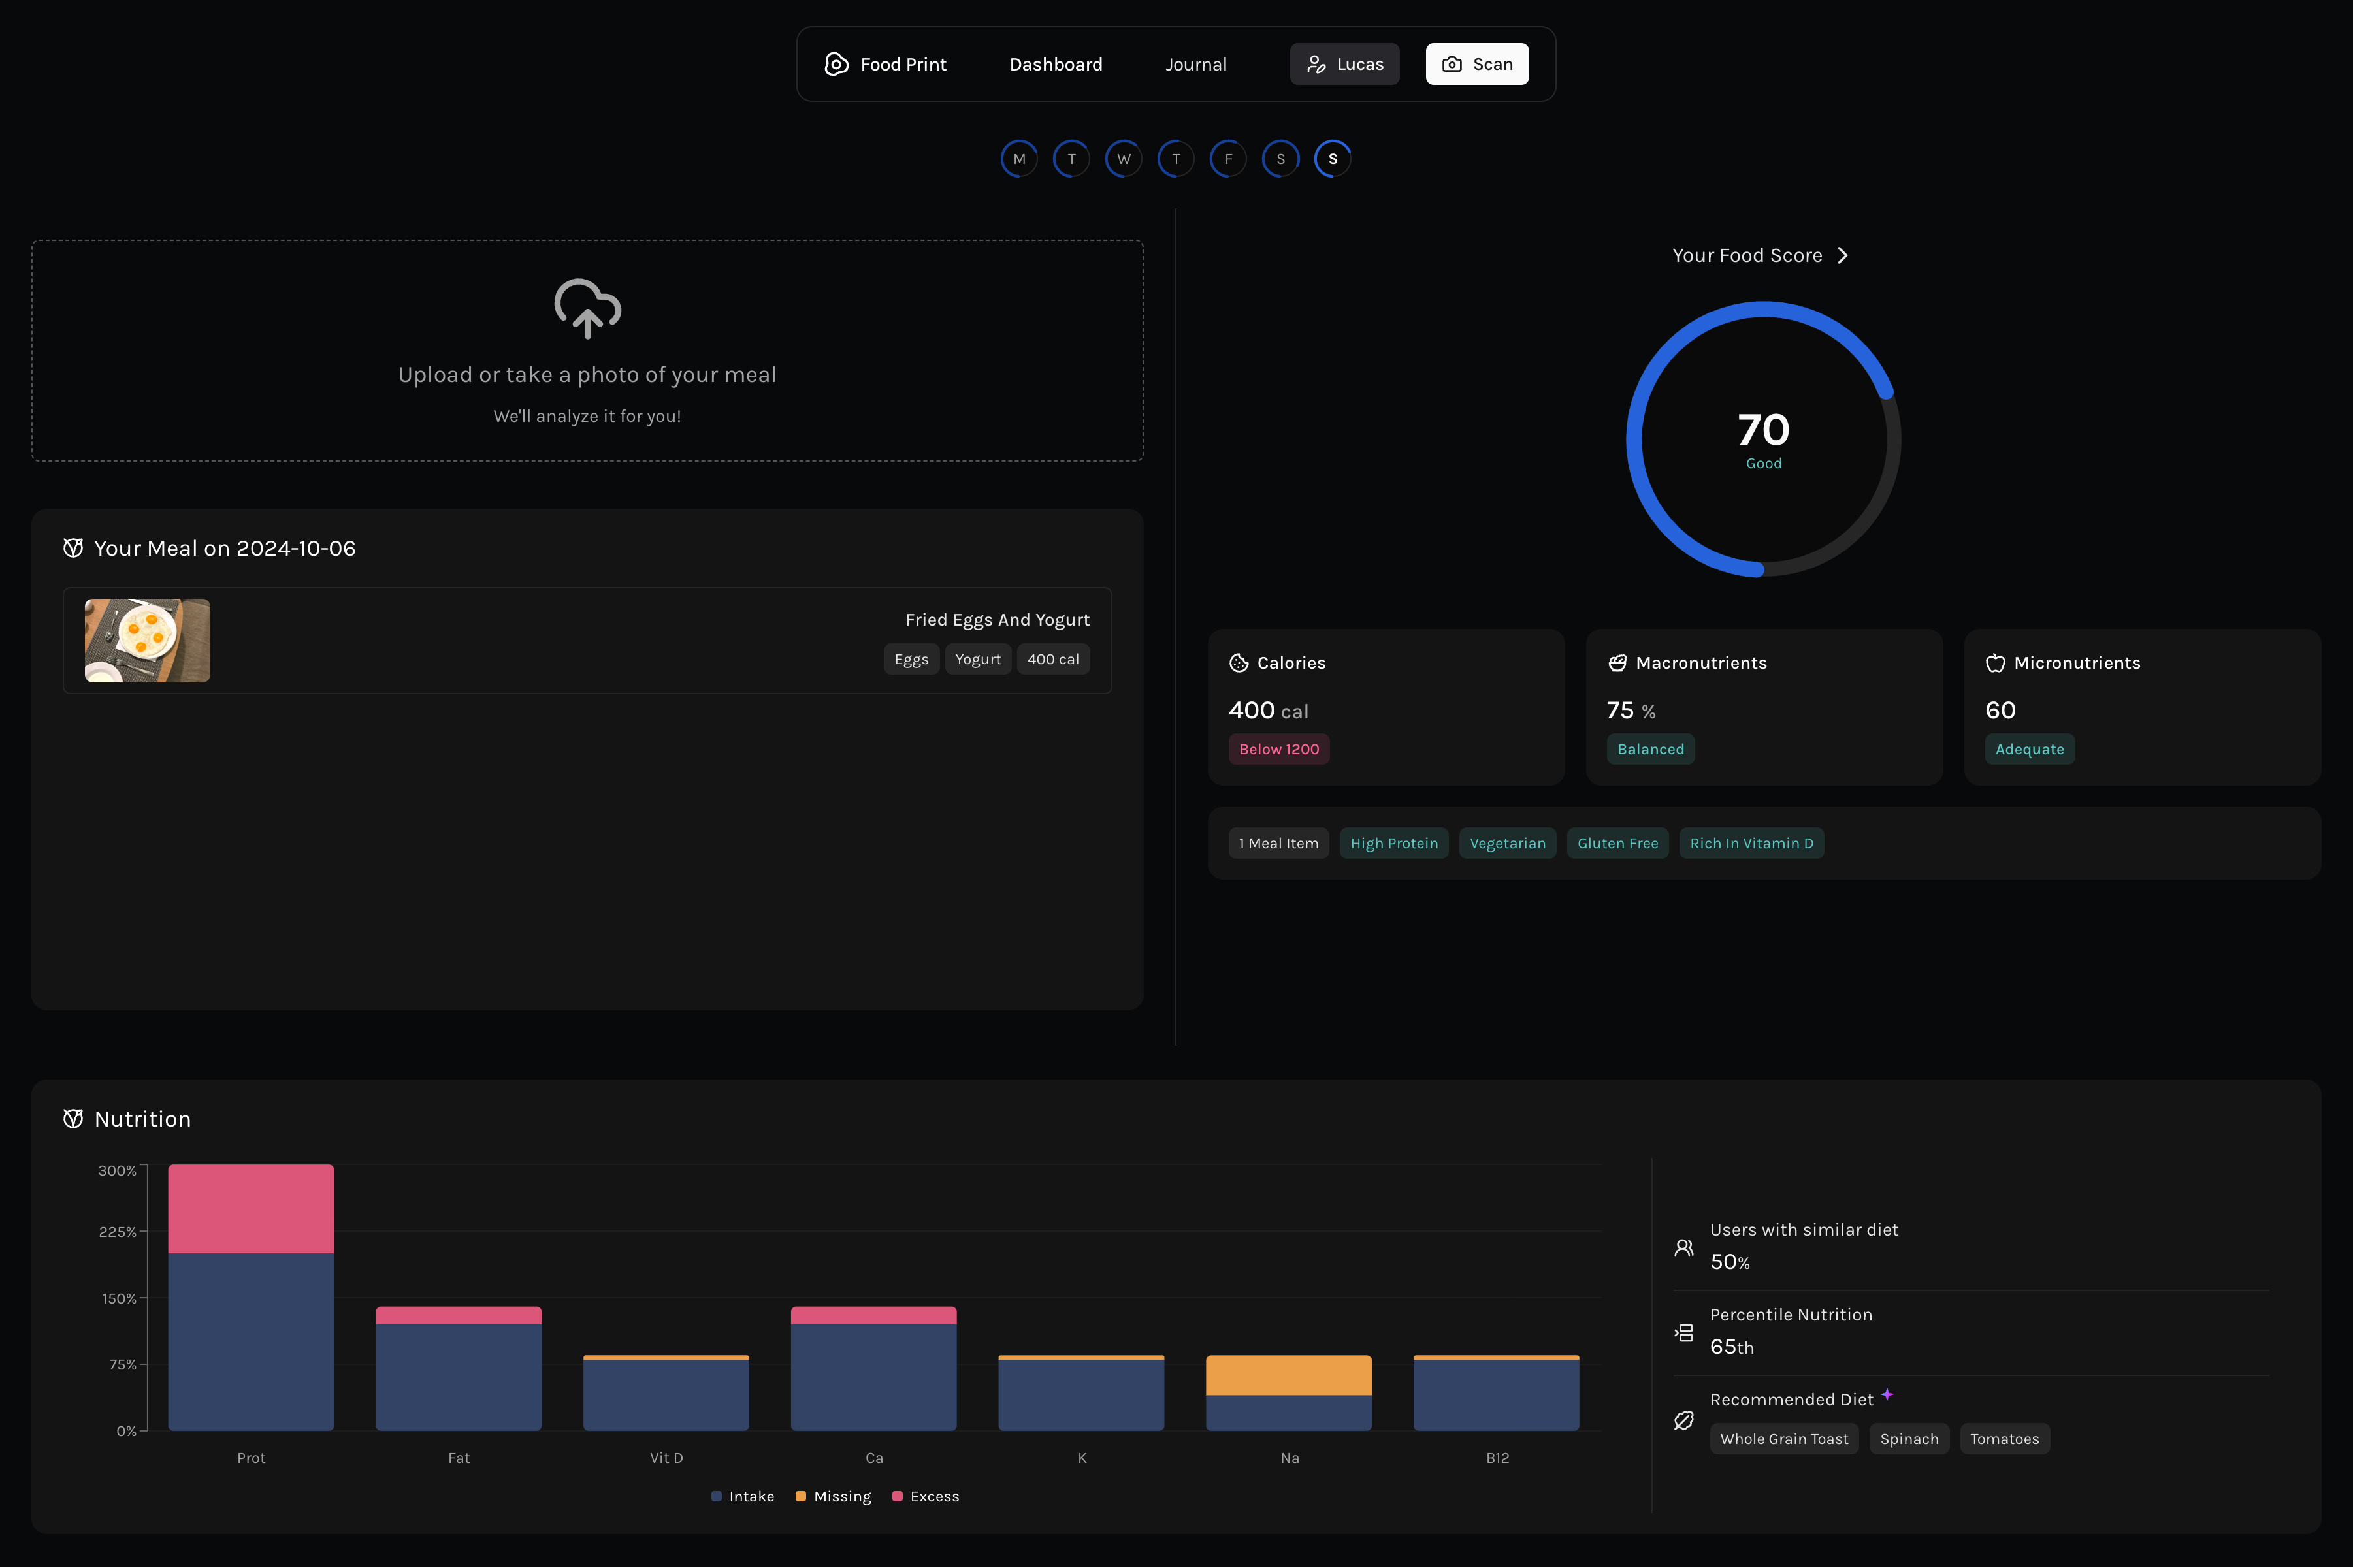 Food Print Dashboard Journal Lucas Scan
M T W T F S S
Upload or take a photo of your meal
We'll analyze it for you!
Your Meal on 2024-10-06
Fried Eggs And Yogurt
Eggs Yogurt 400 cal
Your Food Score
70
Good
Calories
400 cal
Below 1200
Macronutrients
75 %
Balanced
Micronutrients
60
Adequate
1 Meal Item High Protein Vegetarian Gluten Free Rich In Vitamin D
Nutrition
300%
225%
150%
75%
0%
Prot Fat Vit D Ca K Na B12
Intake Missing Excess
Users with similar diet
50%
Percentile Nutrition
65th
Recommended Diet
Whole Grain Toast Spinach Tomatoes